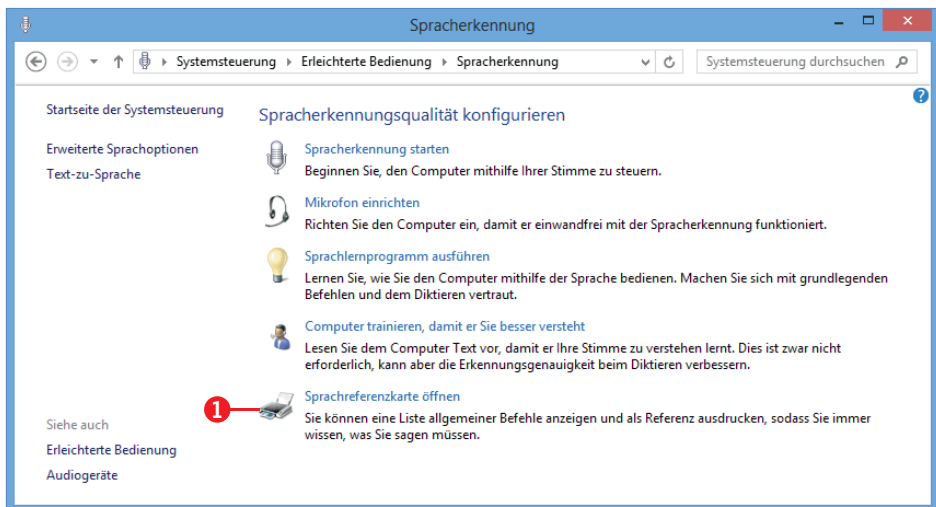 Spracherkennung
Systemsteuerung Erleichterte Bedienung Spracherkennung
Systemsteuerung durchsuchen
?
Startseite der Systemsteuerung
Erweiterte Sprachoptionen
Text-zu-Sprache
Spracherkennungsqualität konfigurieren
Spracherkennung starten
Beginnen Sie, den Computer mithilfe Ihrer Stimme zu steuern.
Mikrofon einrichten
Richten Sie den Computer ein, damit er einwandfrei mit der Spracherkennung funktioniert.
Sprachlernprogramm ausführen
Lernen Sie, wie Sie den Computer mithilfe der Sprache bedienen. Machen Sie sich mit grundlegenden
Befehlen und dem Diktieren vertraut.
Computer trainieren, damit er Sie besser versteht
Lesen Sie dem Computer Text vor, damit er Ihre Stimme zu verstehen lernt. Dies ist zwar nicht
erforderlich, kann aber die Erkennungsgenauigkeit beim Diktieren verbessern.
1
Sprachreferenzkarte öffnen
Sie können eine Liste allgemeiner Befehle anzeigen und als Referenz ausdrucken, sodass Sie immer
wissen, was Sie sagen müssen.
Siehe auch
Erleichterte Bedienung
Audiogeräte